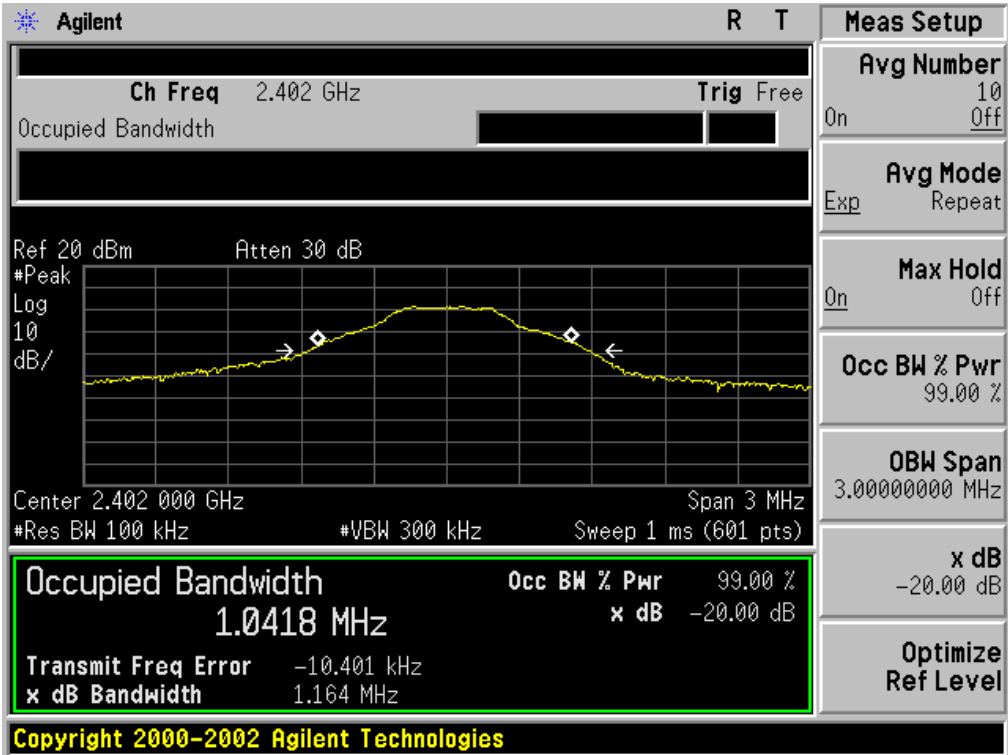 Agilent R T
Ch Freq 2.402 GHz Trig Free
Occupied Bandwidth
Ref 20 dBm Atten 30 dB
#Peak
Log
10
dB/
Center 2.402 000 GHz Span 3 MHz
#Res BW 100 kHz #VBW 300 kHz Sweep 1 ms (601 pts)
Occupied Bandwidth Occ BW % Pwr 99.00 %
1.0418 MHz x dB -20.00 dB
Transmit Freq Error -10.401 kHz
x dB Bandwidth 1.164 MHz
Copyright 2000-2002 Agilent Technologies
Meas Setup
Avg Number
10
On Off
Avg Mode
Exp Repeat
Max Hold
On Off
Occ BW % Pwr
99.00 %
OBW Span
3.00000000 MHz
x dB
-20.00 dB
Optimize
Ref Level